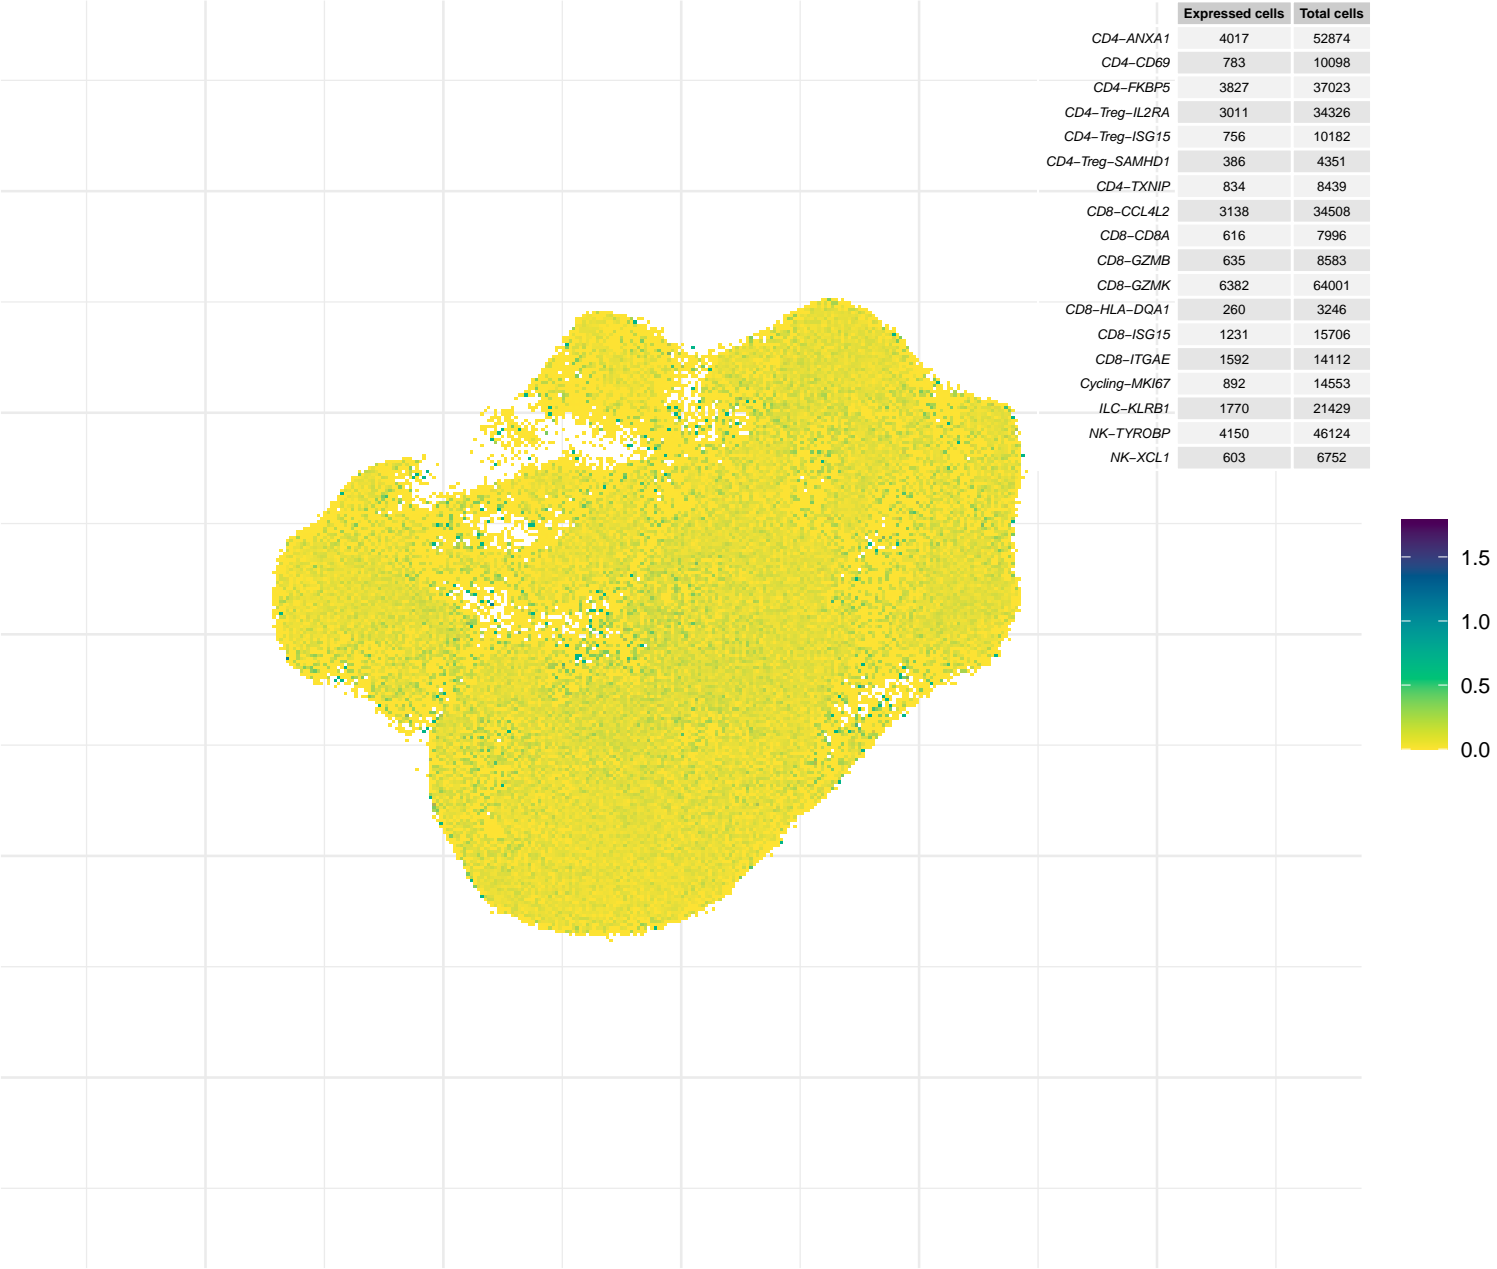 Expressed cells Total cells
CD4−ANXA1 4017 52874
CD4−CD69 783 10098
CD4−FKBP5 3827 37023
CD4−Treg−IL2RA 3011 34326
CD4−Treg−ISG15 756 10182
CD4−Treg−SAMHD1 386 4351
CD4−TXNIP 834 8439
CD8−CCL4L2 3138 34508
CD8−CD8A 616 7996
CD8−GZMB 635 8583
CD8−GZMK 6382 64001
CD8−HLA−DQA1 260 3246
CD8−ISG15 1231 15706
CD8−ITGAE 1592 14112
Cycling−MKI67 892 14553
ILC−KLRB1 1770 21429
NK−TYROBP 4150 46124
NK−XCL1 603 6752
1.5
1.0
0.5
0.0